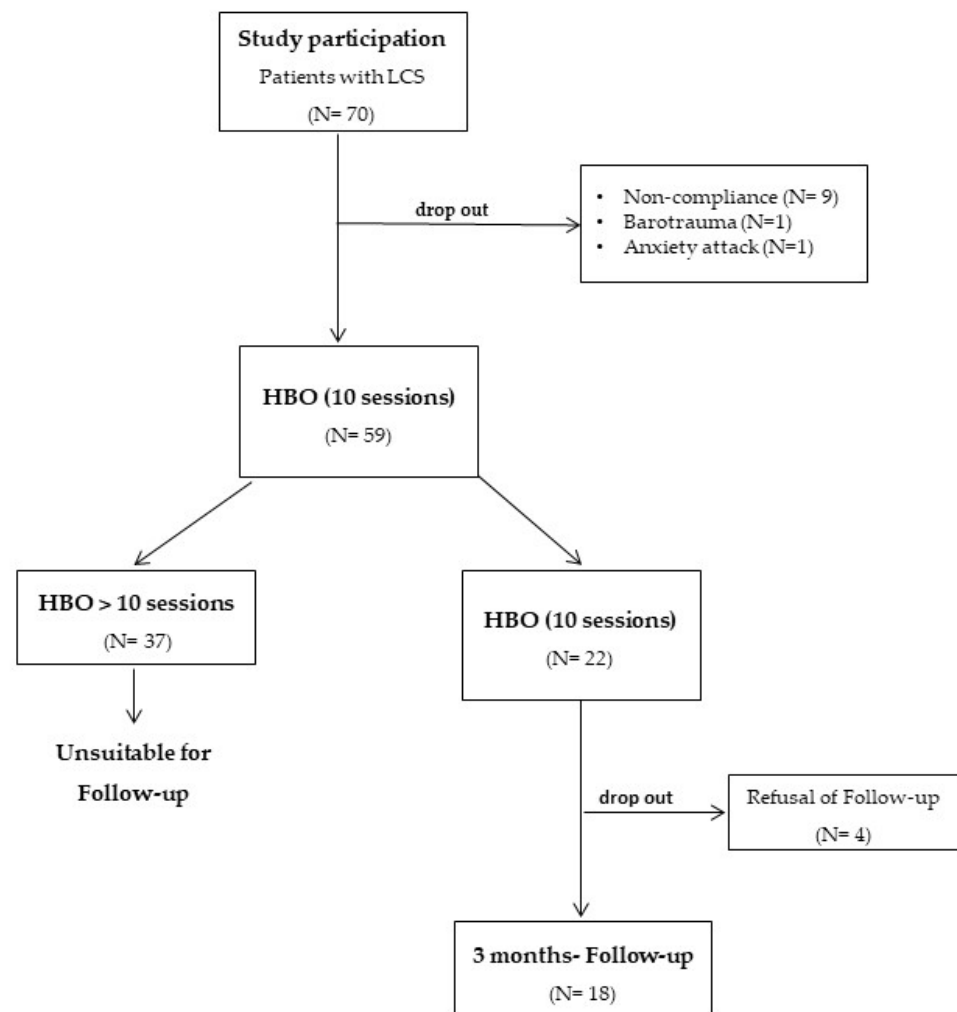 Study participation
Patients with LCS
(N= 70)
drop out
• Non-compliance (N= 9)
• Barotrauma (N=1)
• Anxiety attack (N=1)
HBO (10 sessions)
(N= 59)
HBO > 10 sessions
(N= 37)
HBO (10 sessions)
(N= 22)
Unsuitable for
Follow-up
drop out
Refusal of Follow-up
(N= 4)
3 months- Follow-up
(N= 18)